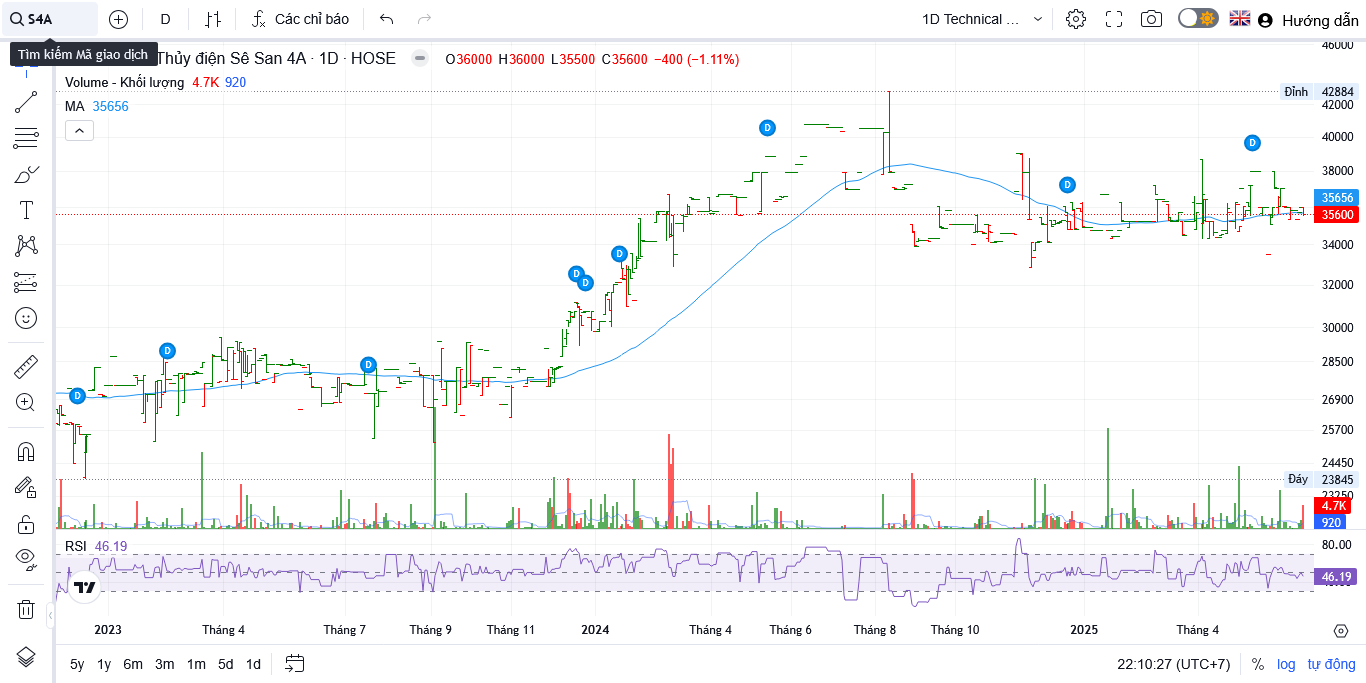 S4A
D
Các chỉ báo
1D Technical ...
Hướng dẫn
Tìm kiếm Mã giao dịch
Thủy điện Sê San 4A · 1D · HOSE
O36000 H36000 L35500 C35600 −400 (−1.11%)
Volume - Khối lượng 4.7K 920
MA 35656
46000
Đỉnh 42884
42000
40000
38000
35656
35600
34000
32000
30000
28500
26900
25700
24450
Đáy 23845
23250
4.7K
920
D
D
D
D
D
D
D
D
D
RSI 46.19
80.00
46.19
2023
Tháng 4
Tháng 7
Tháng 9
Tháng 11
2024
Tháng 4
Tháng 6
Tháng 8
Tháng 10
2025
Tháng 4
5y 1y 6m 3m 1m 5d 1d
22:10:27 (UTC+7)
% log tự động